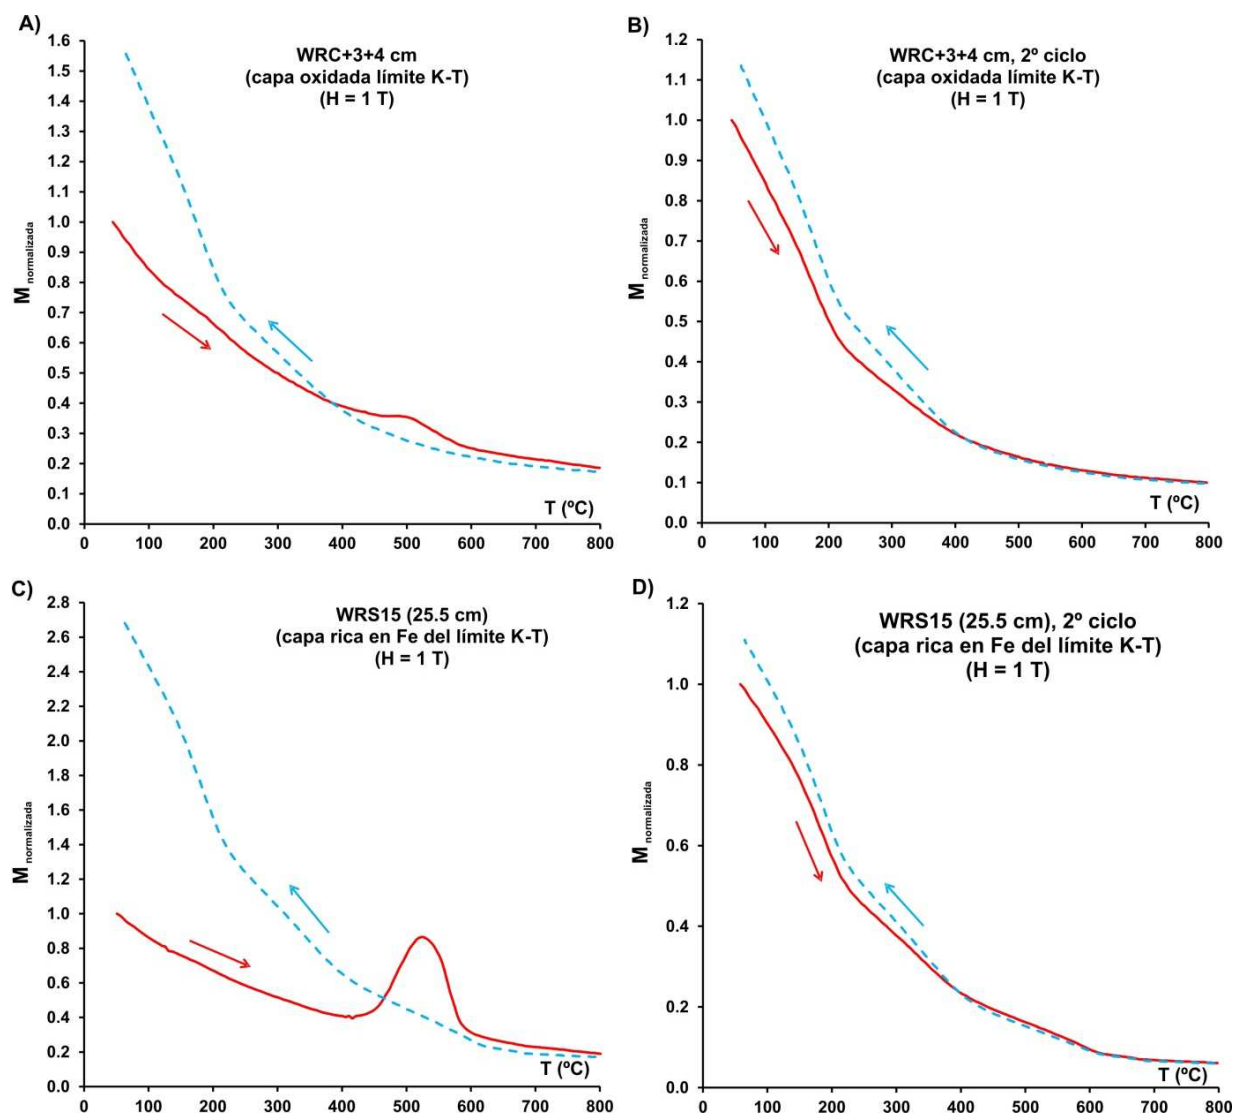 A)
WRC+3+4 cm
(capa oxidada límite K-T)
(H = 1 T)
1.6
1.5
1.4
1.3
1.2
1.1
1.0
0.9
0.8
0.7
0.6
0.5
0.4
0.3
0.2
0.1
0.0
M normalizada
T (ºC)
0 100 200 300 400 500 600 700 800
B)
WRC+3+4 cm, 2º ciclo
(capa oxidada límite K-T)
(H = 1 T)
1.2
1.1
1.0
0.9
0.8
0.7
0.6
0.5
0.4
0.3
0.2
0.1
0.0
M normalizada
T (ºC)
0 100 200 300 400 500 600 700 800
C)
WRS15 (25.5 cm)
(capa rica en Fe del límite K-T)
(H = 1 T)
2.8
2.6
2.4
2.2
2.0
1.8
1.6
1.4
1.2
1.0
0.8
0.6
0.4
0.2
0.0
M normalizada
T (ºC)
0 100 200 300 400 500 600 700 800
D)
WRS15 (25.5 cm), 2º ciclo
(capa rica en Fe del límite K-T)
(H = 1 T)
1.2
1.0
0.8
0.6
0.4
0.2
0.0
M normalizada
T (ºC)
0 100 200 300 400 500 600 700 800